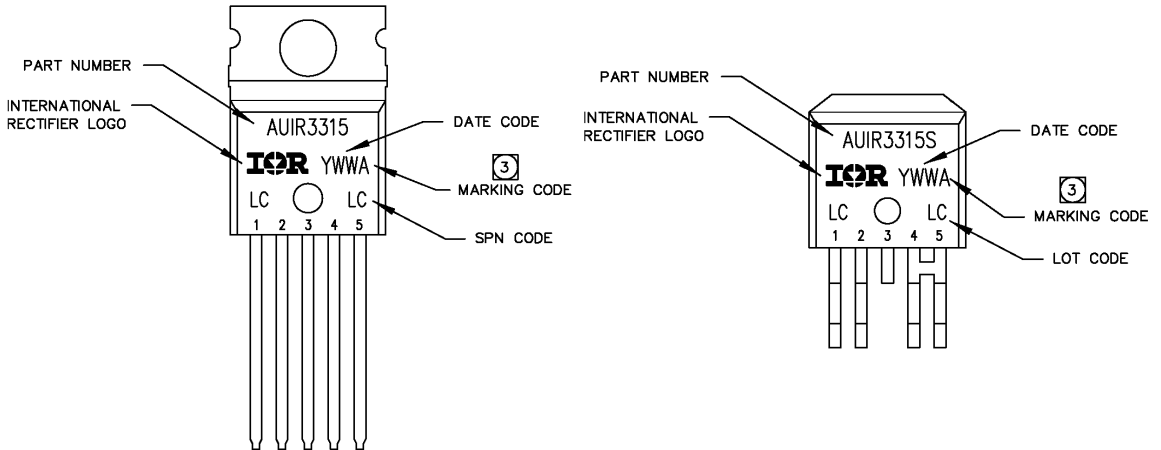 PART NUMBER
INTERNATIONAL
RECTIFIER LOGO
AUIR3315
DATE CODE
IOR YWWA
3
MARKING CODE
LC LC
1 2 3 4 5
SPN CODE
PART NUMBER
INTERNATIONAL
RECTIFIER LOGO
AUIR3315S
DATE CODE
IOR YWWA
3
MARKING CODE
LC LC
1 2 3 4 5
LOT CODE